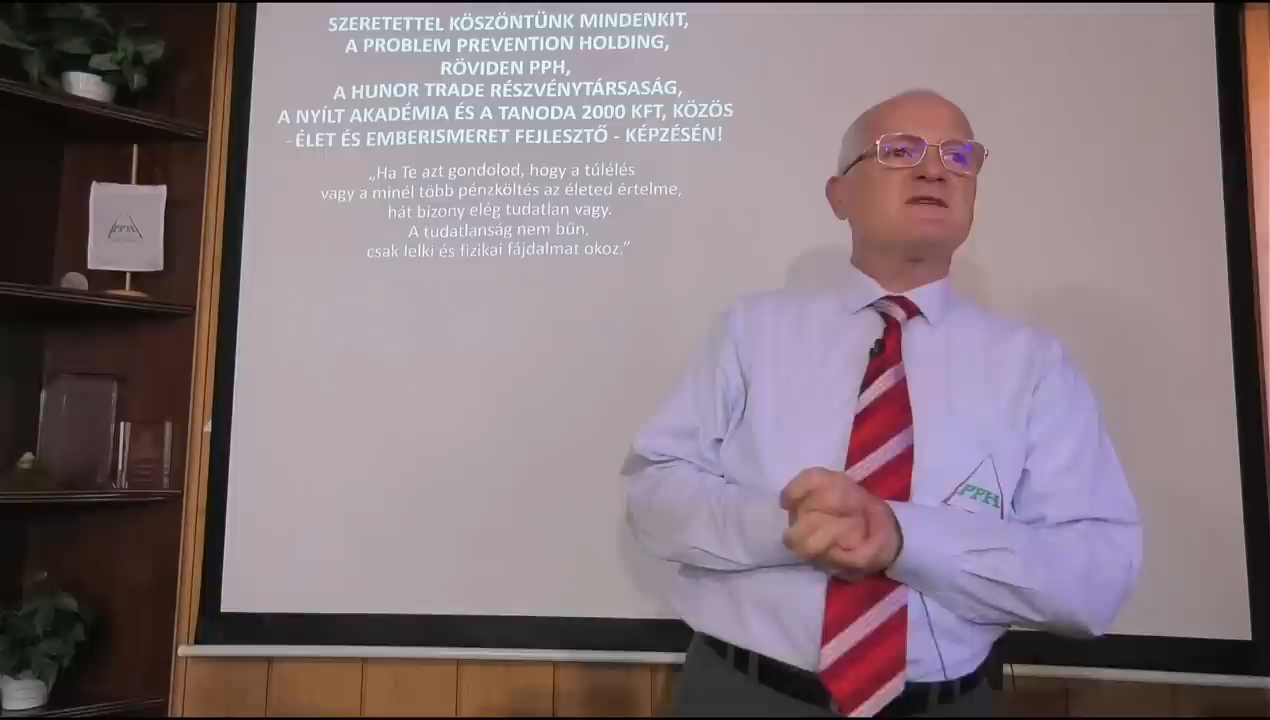 SZERETETTEL KÖSZÖNTÜNK MINDENKIT,
A PROBLEM PREVENTION HOLDING,
RÖVIDEN PPH,
A HUNOR TRADE RÉSZVÉNYTÁRSASÁG,
A NYÍLT AKADÉMIA ÉS A TANODA 2000 KFT, KÖZÖS
- ÉLET ÉS EMBERISMERET FEJLESZTŐ - KÉPZÉSÉN!
„Ha Te azt gondolod, hogy a túlélés
vagy a minél több pénzköltés az életed értelme,
hát bizony elég tudatlan vagy.
A tudatlanság nem bűn,
csak lelki és fizikai fájdalmat okoz.”
PPH
PPH